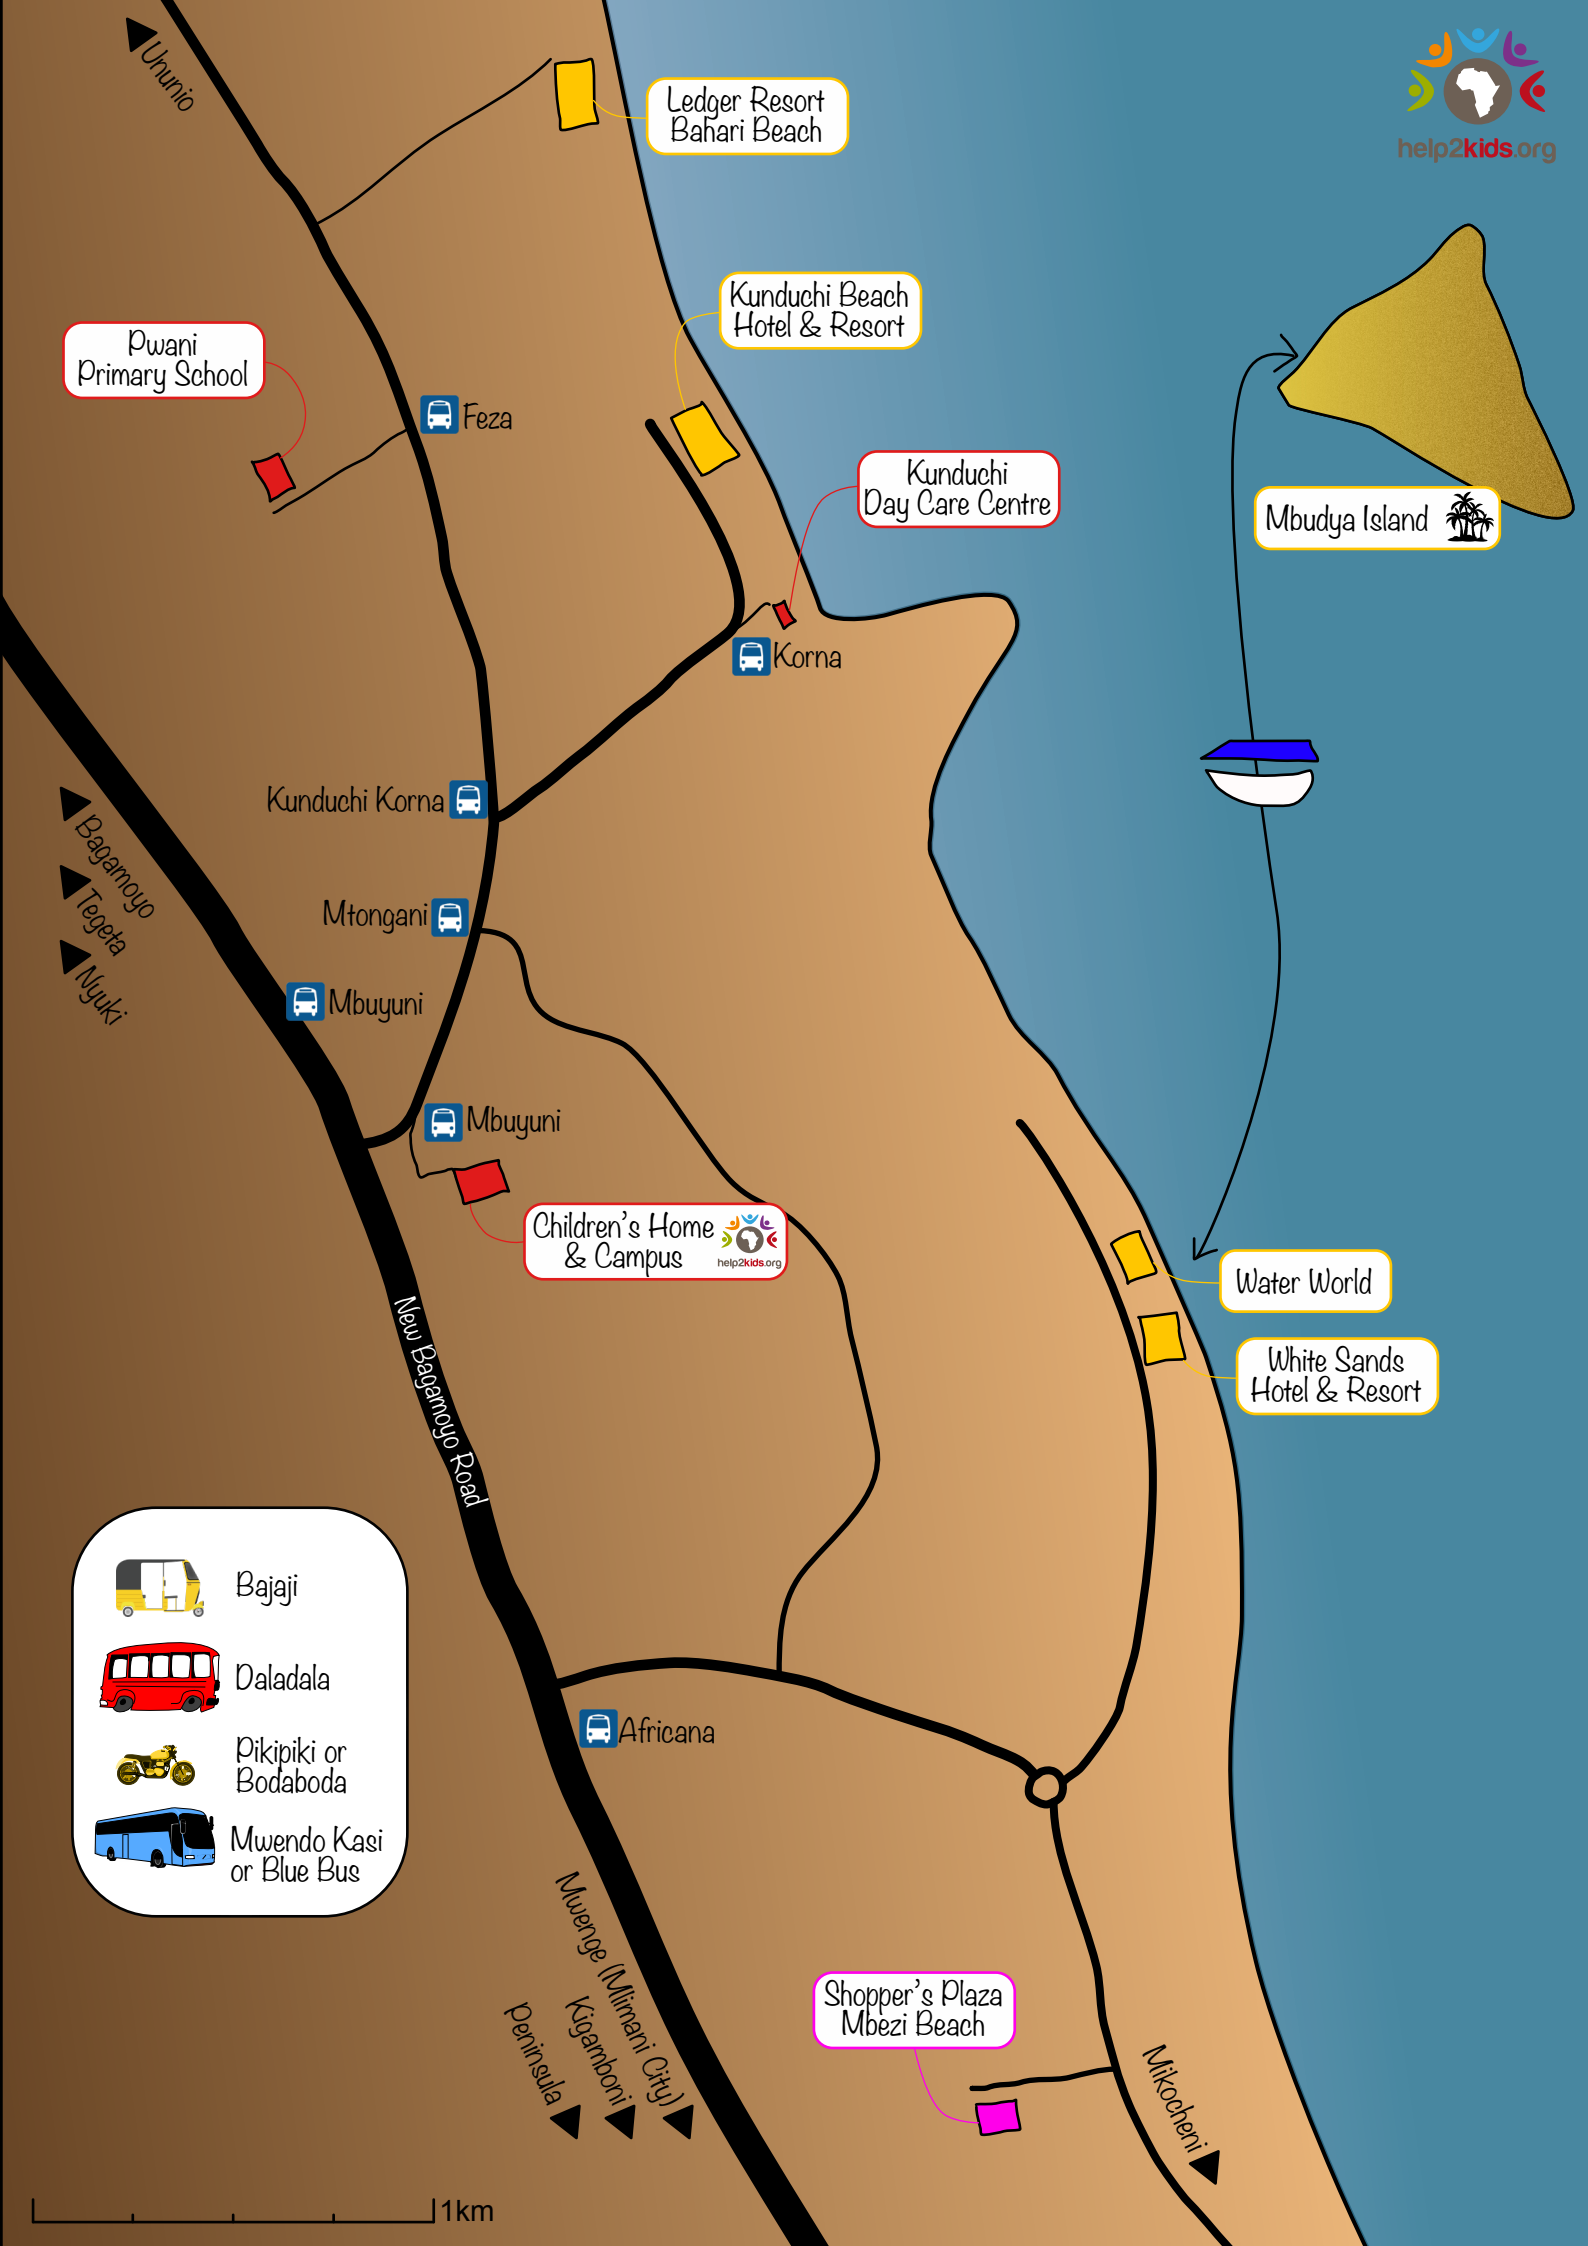 Ununio
Ledger Resort
Bahari Beach
help2kids.org
Kunduchi Beach
Hotel & Resort
Pwani
Primary School
Feza
Kunduchi
Day Care Centre
Mbudya Island
Korna
Kunduchi Korna
Bagamoyo
Tegeta
Nyuki
Mtongani
Mbuyuni
Mbuyuni
Children's Home
& Campus
help2kids.org
Water World
White Sands
Hotel & Resort
New Bagamoyo Road
Bajaji
Daladala
Pikipiki or
Bodaboda
Mwendo Kasi
or Blue Bus
Africana
Mwenge (Mlimani City)
Kigamboni
Peninsula
Shopper's Plaza
Mbezi Beach
Mikocheni
1km